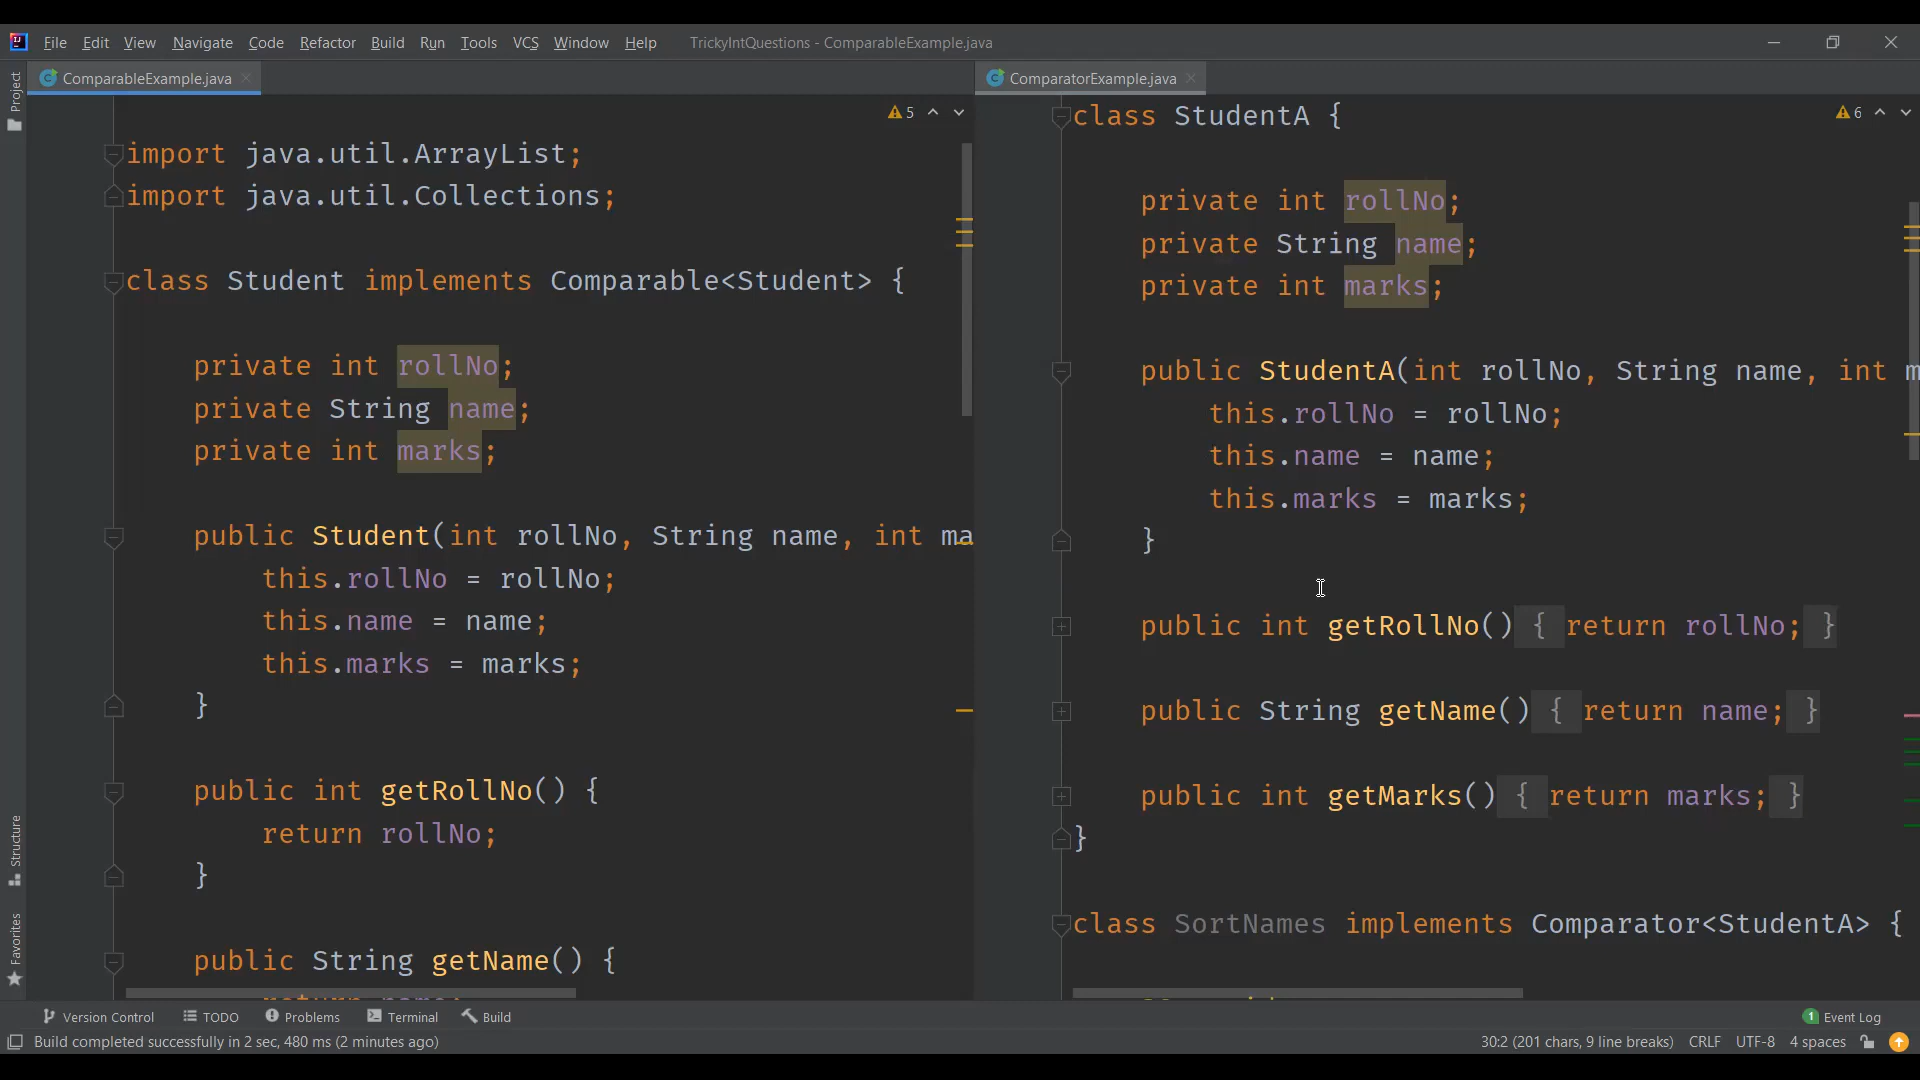 File Edit View Navigate Code Refactor Build Run Tools VCS Window Help TrickyIntQuestions - ComparableExample.java
Project
ComparableExample.java
5
import java.util.ArrayList;
import java.util.Collections;
class Student implements Comparable<Student> {
private int rollNo;
private String name;
private int marks;
public Student(int rollNo, String name, int ma
this.rollNo = rollNo;
this.name = name;
this.marks = marks;
}
public int getRollNo() {
return rollNo;
}
public String getName() {
ComparatorExample.java
6
class StudentA {
private int rollNo;
private String name;
private int marks;
public StudentA(int rollNo, String name, int m
this.rollNo = rollNo;
this.name = name;
this.marks = marks;
}
public int getRollNo() { return rollNo; }
public String getName() { return name; }
public int getMarks() { return marks; }
}
class SortNames implements Comparator<StudentA> {
Structure
Favorites
Version Control TODO Problems Terminal Build 1 Event Log
Build completed successfully in 2 sec, 480 ms (2 minutes ago) 30:2 (201 chars, 9 line breaks) CRLF UTF-8 4 spaces